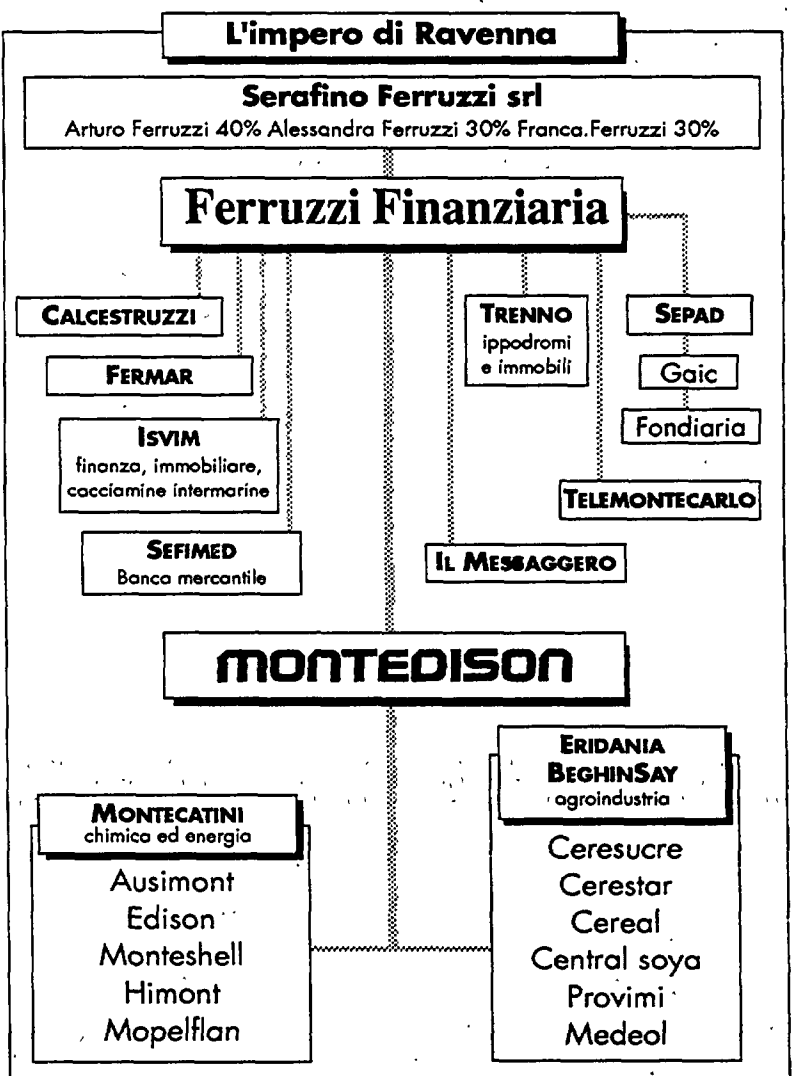 L'impero di Ravenna
Serafino Ferruzzi srl
Arturo Ferruzzi 40% Alessandra Ferruzzi 30% Franca.Ferruzzi 30%
Ferruzzi Finanziaria
CALCESTRUZZI
FERMAR
ISVIM
finanza, immobiliare,
cacciamine intermarine
SEFIMED
Banca mercantile
TRENNO
ippodromi
e immobili
SEPAD
Gaic
Fondiaria
TELEMONTECARLO
IL MESSAGGERO
MONTEDISON
MONTECATINI
chimica ed energia
Ausimont
Edison
Monteshell
Himont
Mopelflan
ERIDANIA
BEGHINSAY
agroindustria
Ceresucre
Cerestar
Cereal
Central soya
Provimi
Medeol